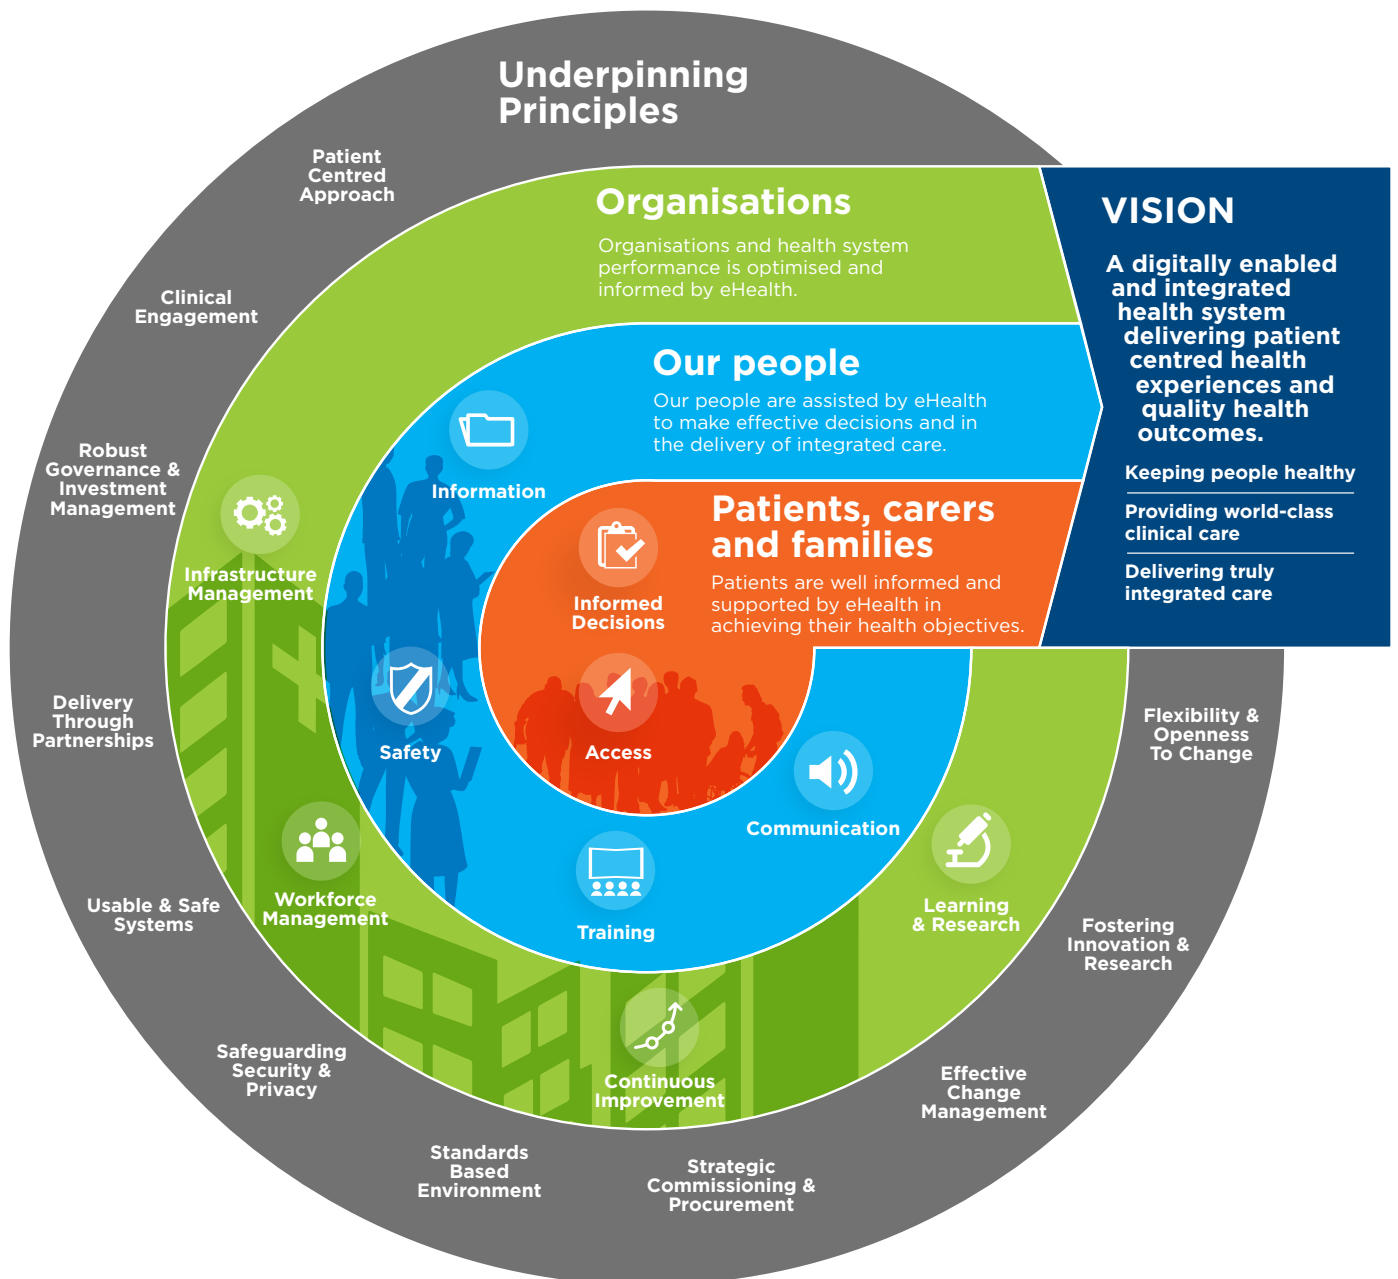 Underpinning
Principles
Patient
Centred
Approach
Clinical
Engagement
Robust
Governance &
Investment
Management
Delivery
Through
Partnerships
Usable & Safe
Systems
Safeguarding
Security &
Privacy
Standards
Based
Environment
Strategic
Commissioning &
Procurement
Effective
Change
Management
Fostering
Innovation &
Research
Flexibility &
Openness
To Change
Organisations
Organisations and health system
performance is optimised and
informed by eHealth.
Infrastructure
Management
Workforce
Management
Continuous
Improvement
Learning
& Research
Our people
Our people are assisted by eHealth
to make effective decisions and in
the delivery of integrated care.
Information
Safety
Training
Communication
Patients, carers
and families
Patients are well informed and
supported by eHealth in
achieving their health objectives.
Informed
Decisions
Access
VISION
A digitally enabled
and integrated
health system
delivering patient
centred health
experiences and
quality health
outcomes.
Keeping people healthy
Providing world-class
clinical care
Delivering truly
integrated care